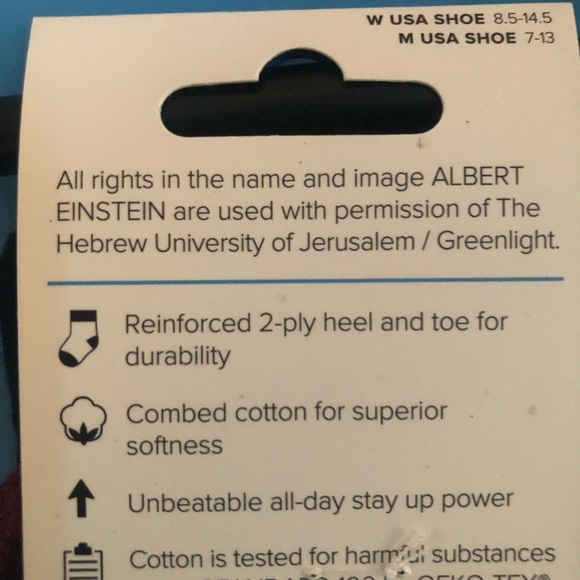 W USA SHOE 8.5-14.5
M USA SHOE 7-13
All rights in the name and image ALBERT
EINSTEIN are used with permission of The
Hebrew University of Jerusalem / Greenlight.
Reinforced 2-ply heel and toe for
durability
Combed cotton for superior
softness
Unbeatable all-day stay up power
Cotton is tested for harmful substances
OEKO-TEX®